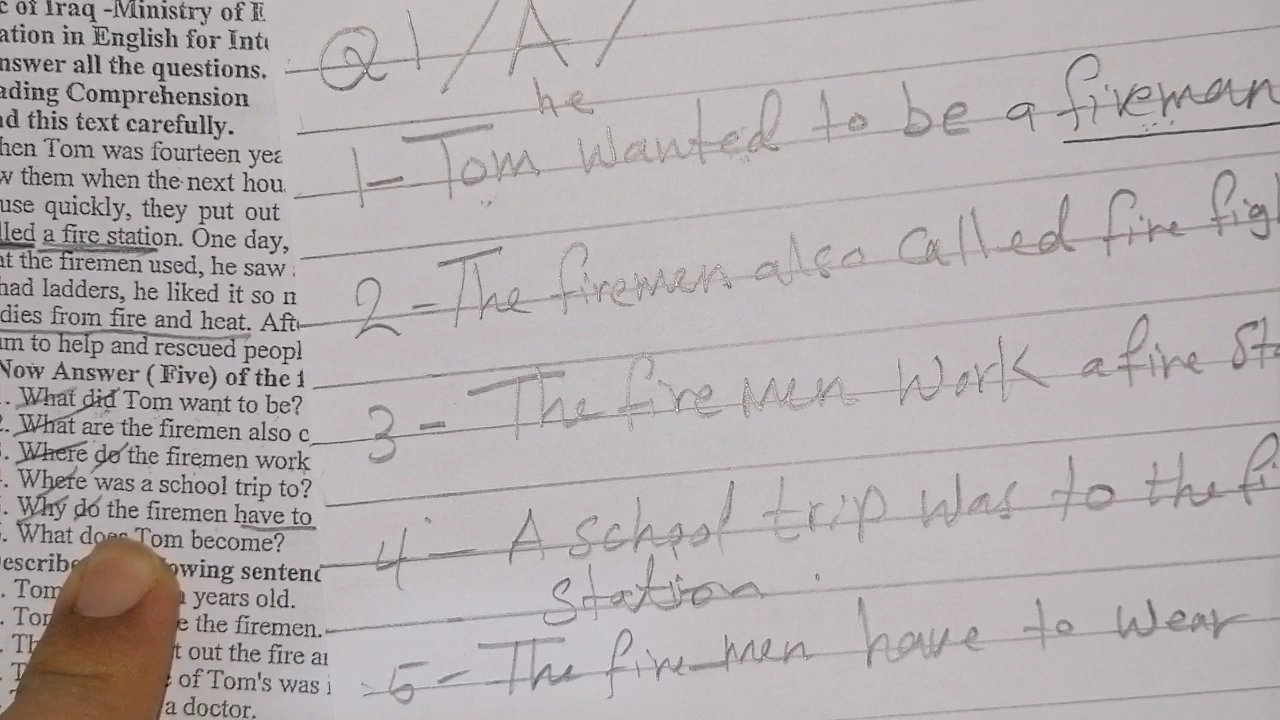 of Iraq -Ministry of E
ation in English for Int
nswer all the questions.
ading Comprehension
d this text carefully.
hen Tom was fourteen yea
w them when the next hou
use quickly, they put out
lled a fire station. One day,
at the firemen used, he saw
had ladders, he liked it so n
dies from fire and heat. Aft
m to help and rescued peopl
Now Answer ( Five) of the
. What did Tom want to be?
. What are the firemen also c
. Where do the firemen work
. Where was a school trip to?
. Why do the firemen have to
. What does Tom become?
escribe owing sentenc
. Tom years old.
. Tom e the firemen.
t out the fire an
of Tom's was i
a doctor.
Q1/A/
he
1- Tom wanted to be a fireman
2- The firemen also called fire fig
3- The firemen work a fire sta
4- A school trip was to the fi
station.
5- The firemen have to wear